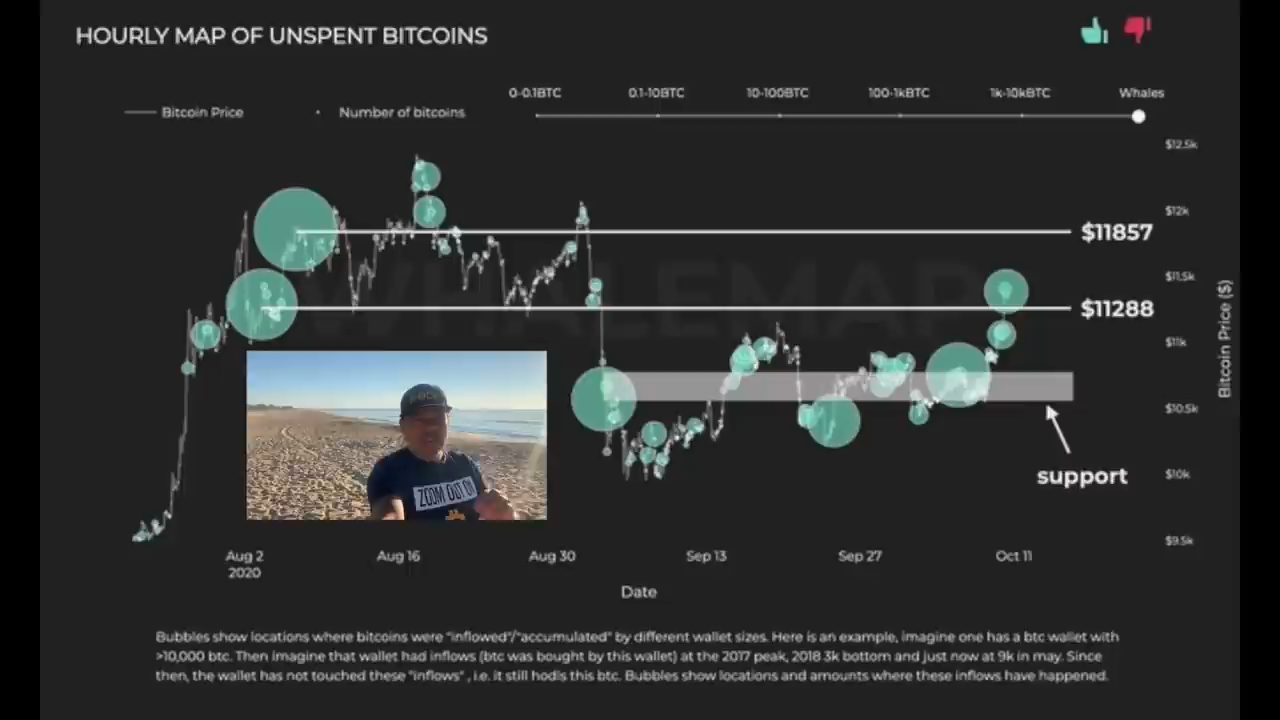 HOURLY MAP OF UNSPENT BITCOINS
0-0.1BTC 0.1-10BTC 10-100BTC 100-1kBTC 1k-10kBTC Whales
Bitcoin Price Number of bitcoins
$12.5k
$12k
$11857
$11.5k
WHALEMAP
$11288
$11k
Bitcoin Price ($)
$10.5k
support
$10k
ZOOM OUT
$9.5k
Aug 2 Aug 16 Aug 30 Sep 13 Sep 27 Oct 11
2020
Date
Bubbles show locations where bitcoins were "inflowed"/"accumulated" by different wallet sizes. Here is an example, imagine one has a btc wallet with
>10,000 btc. Then imagine that wallet had inflows (btc was bought by this wallet) at the 2017 peak, 2018 3k bottom and just now at 9k in may. Since
then, the wallet has not touched these "inflows" , i.e. it still hodls this btc. Bubbles show locations and amounts where these inflows have happened.